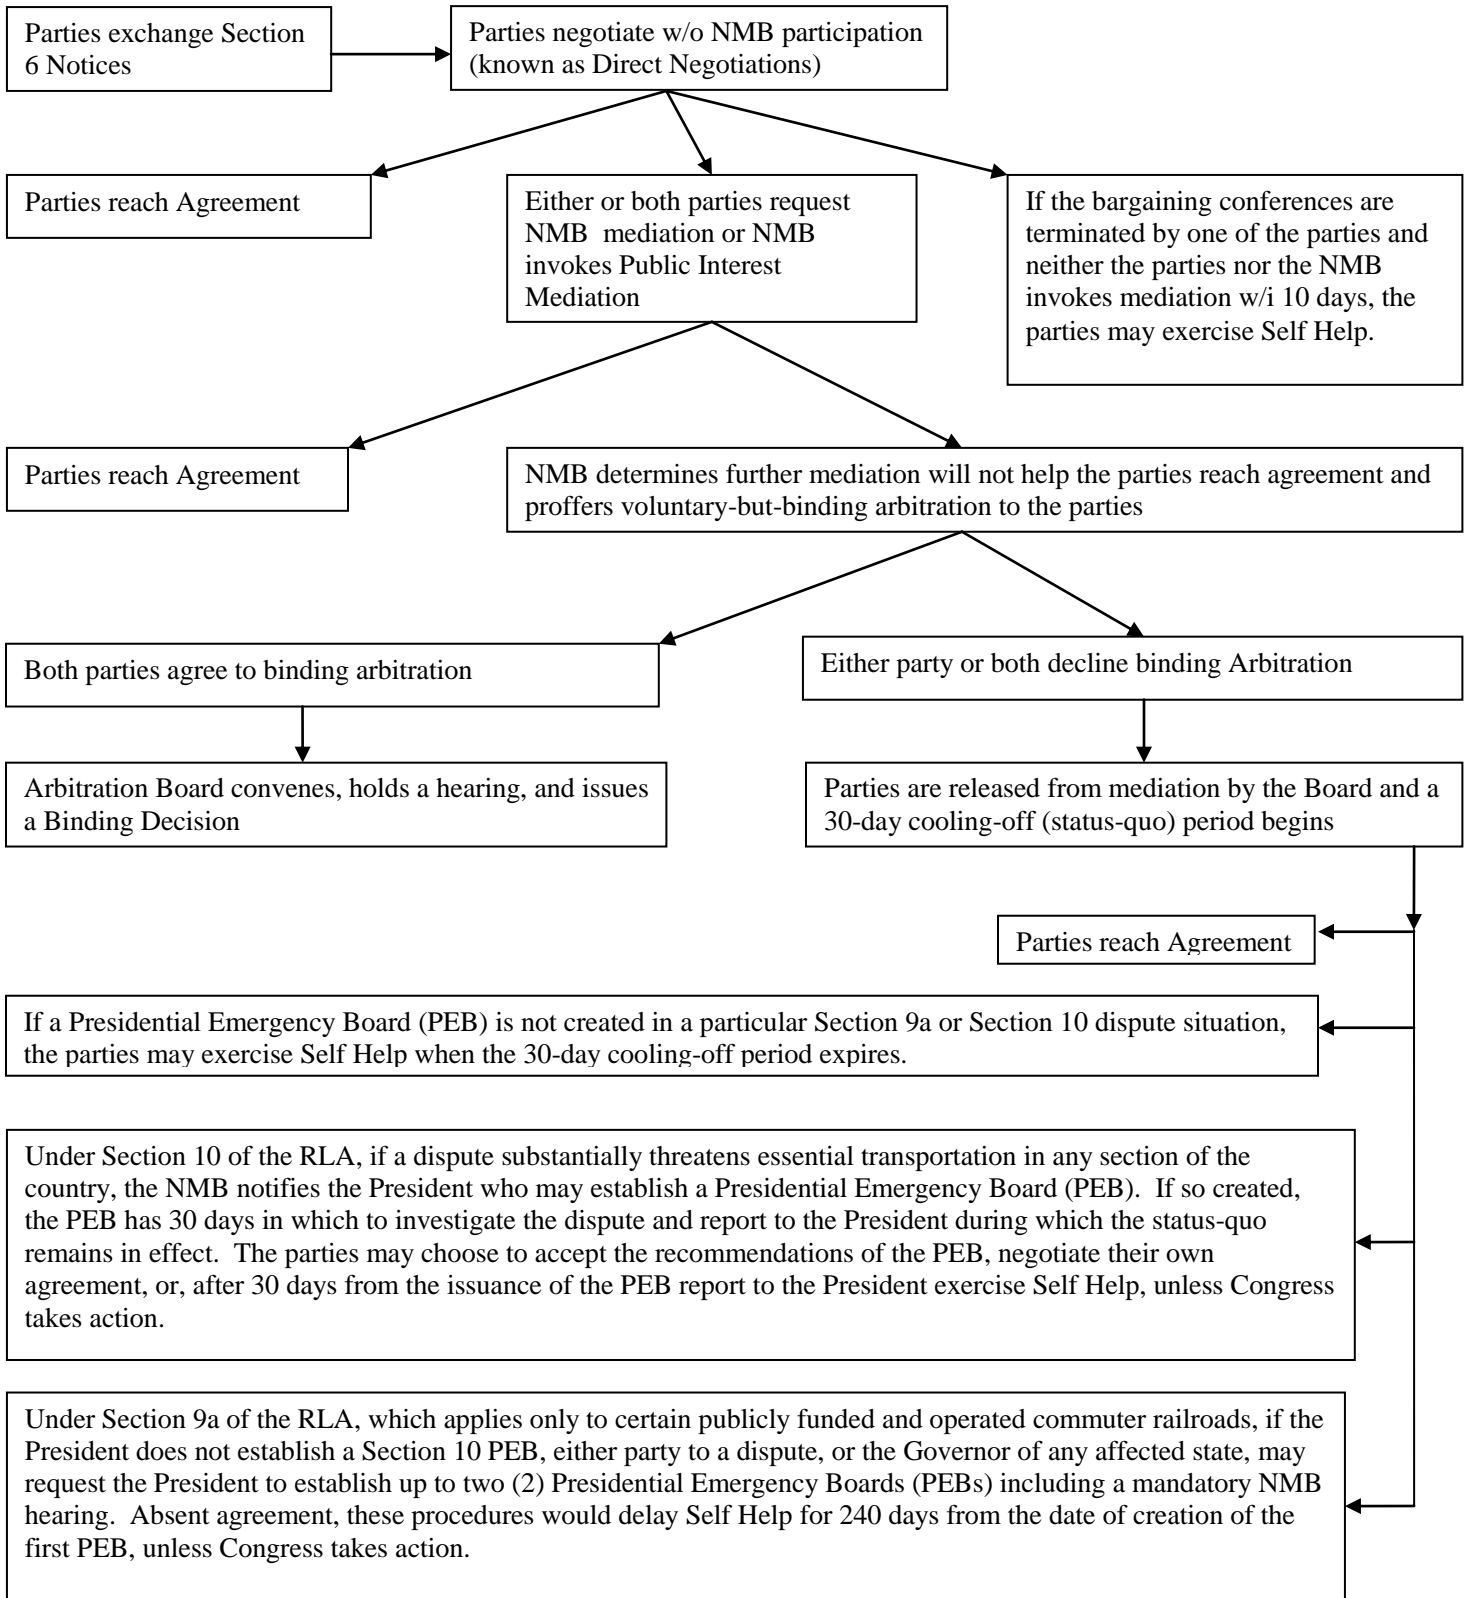 Parties exchange Section
6 Notices
Parties negotiate w/o NMB participation
(known as Direct Negotiations)
Parties reach Agreement
Either or both parties request
NMB  mediation or NMB
invokes Public Interest
Mediation
If the bargaining conferences are
terminated by one of the parties and
neither the parties nor the NMB
invokes mediation w/i 10 days, the
parties may exercise Self Help.
Parties reach Agreement
NMB determines further mediation will not help the parties reach agreement and
proffers voluntary-but-binding arbitration to the parties
Both parties agree to binding arbitration
Either party or both decline binding Arbitration
Arbitration Board convenes, holds a hearing, and issues
a Binding Decision
Parties are released from mediation by the Board and a
30-day cooling-off (status-quo) period begins
Parties reach Agreement
If a Presidential Emergency Board (PEB) is not created in a particular Section 9a or Section 10 dispute situation,
the parties may exercise Self Help when the 30-day cooling-off period expires.
Under Section 10 of the RLA, if a dispute substantially threatens essential transportation in any section of the
country, the NMB notifies the President who may establish a Presidential Emergency Board (PEB).  If so created,
the PEB has 30 days in which to investigate the dispute and report to the President during which the status-quo
remains in effect.  The parties may choose to accept the recommendations of the PEB, negotiate their own
agreement, or, after 30 days from the issuance of the PEB report to the President exercise Self Help, unless Congress
takes action.
Under Section 9a of the RLA, which applies only to certain publicly funded and operated commuter railroads, if the
President does not establish a Section 10 PEB, either party to a dispute, or the Governor of any affected state, may
request the President to establish up to two (2) Presidential Emergency Boards (PEBs) including a mandatory NMB
hearing.  Absent agreement, these procedures would delay Self Help for 240 days from the date of creation of the
first PEB, unless Congress takes action.